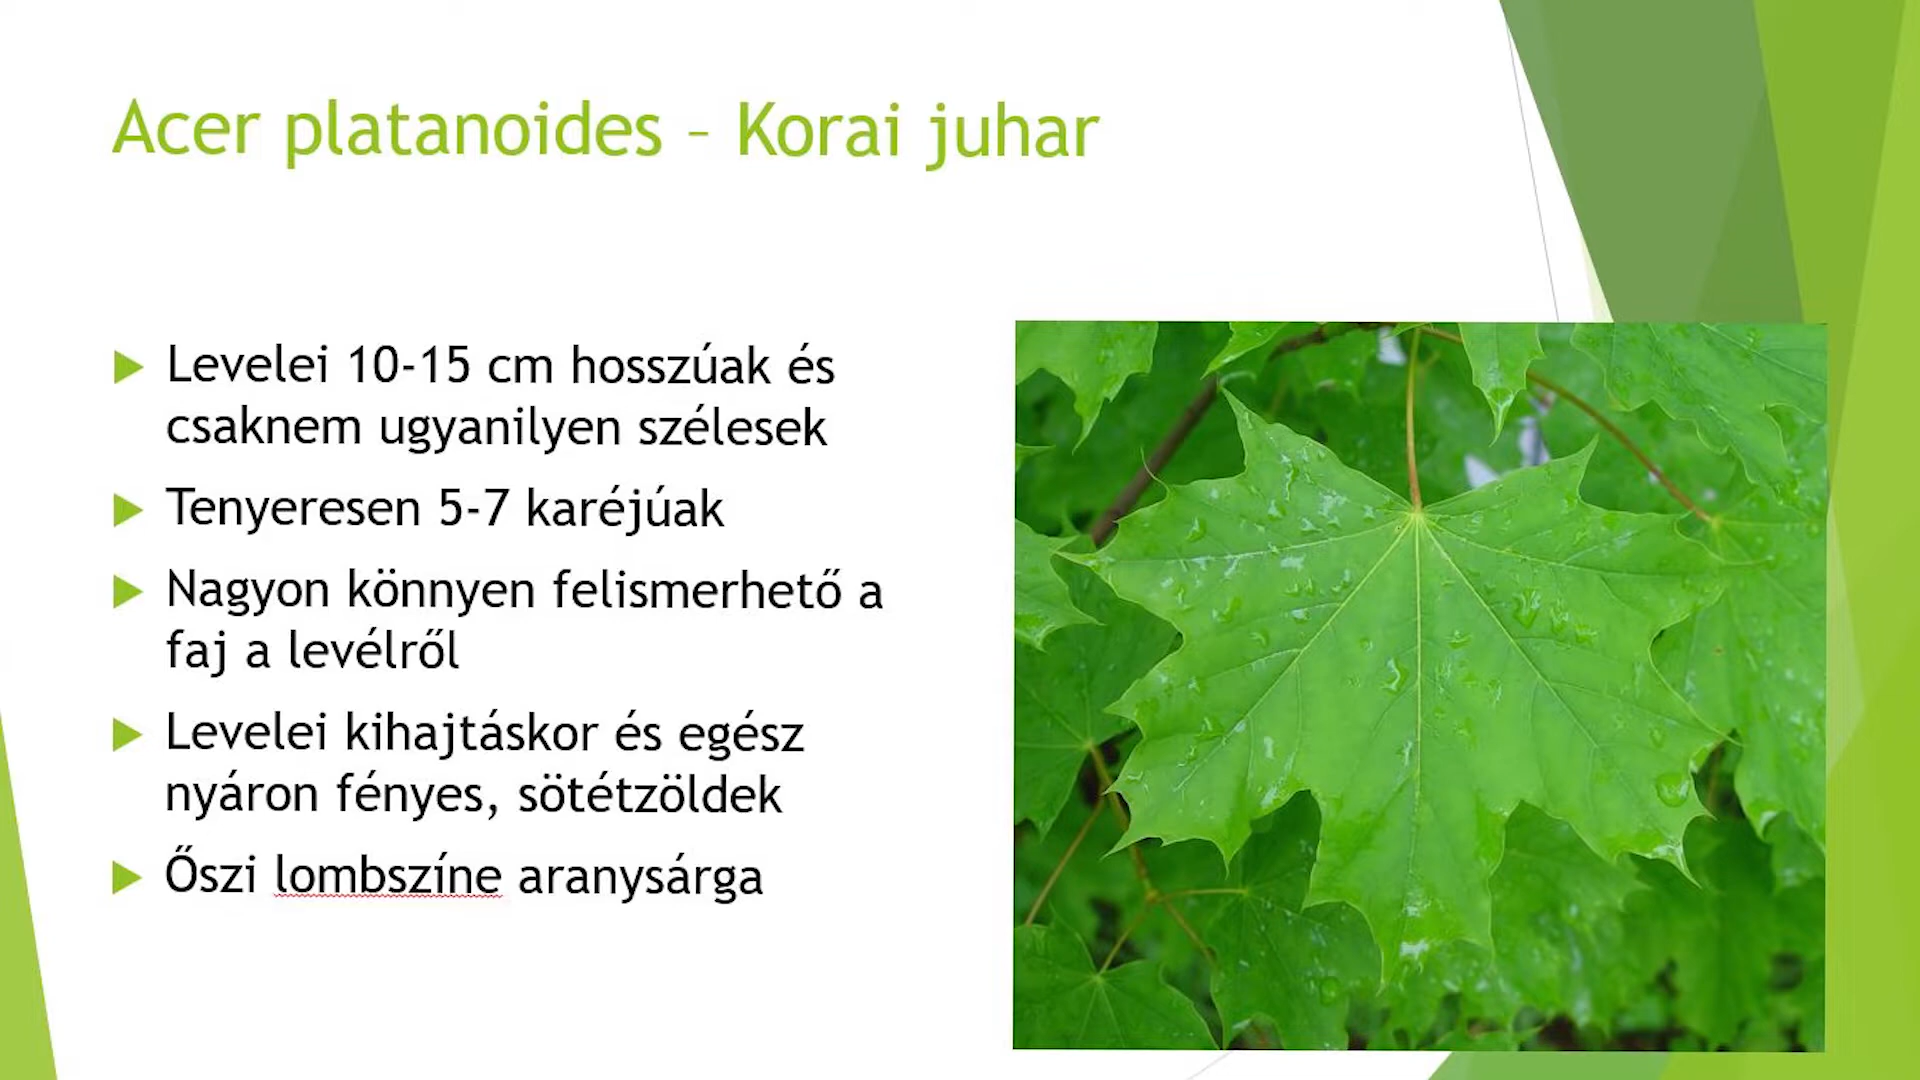 Acer platanoides – Korai juhar
Levelei 10-15 cm hosszúak és
csaknem ugyanilyen szélesek
Tenyeresen 5-7 karéjúak
Nagyon könnyen felismerhető a
faj a levélről
Levelei kihajtáskor és egész
nyáron fényes, sötétzöldek
Őszi lombszíne aranysárga